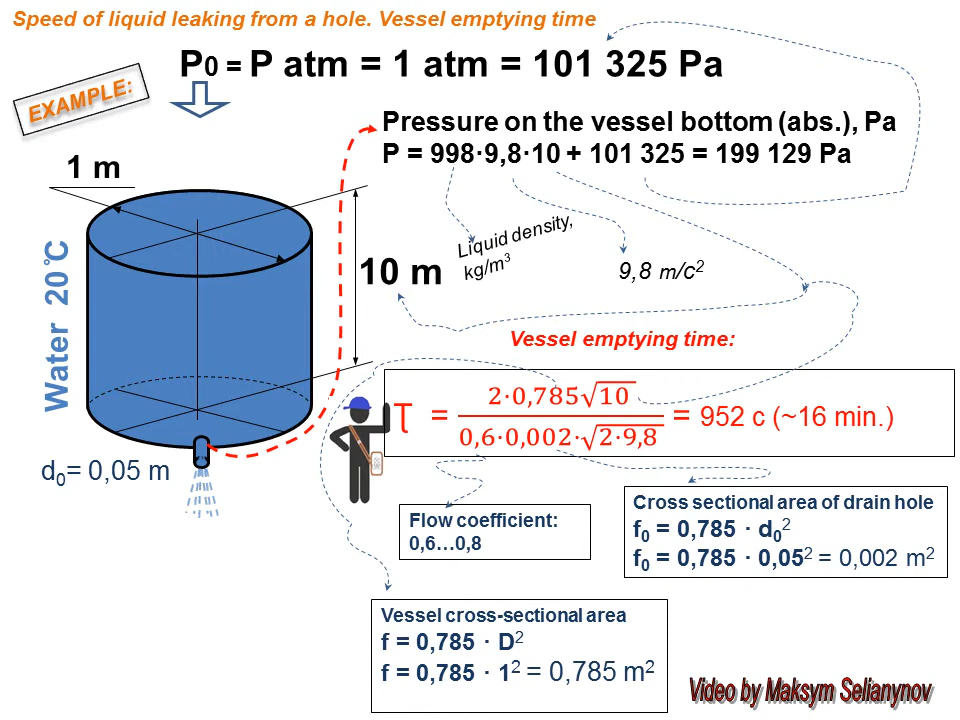 Speed of liquid leaking from a hole. Vessel emptying time
P0 = P atm = 1 atm = 101 325 Pa
EXAMPLE:
Pressure on the vessel bottom (abs.), Pa
P = 998·9,8·10 + 101 325 = 199 129 Pa
1 m
Liquid density,
kg/m³
9,8 m/c²
10 m
Water 20°C
Vessel emptying time:
τ = 2·0,785√10 / 0,6·0,002·√2·9,8 = 952 c (~16 min.)
d₀= 0,05 m
Flow coefficient:
0,6...0,8
Cross sectional area of drain hole
f₀ = 0,785 · d₀²
f₀ = 0,785 · 0,05² = 0,002 m²
Vessel cross-sectional area
f = 0,785 · D²
f = 0,785 · 1² = 0,785 m²
Video by Maksym Selianynov